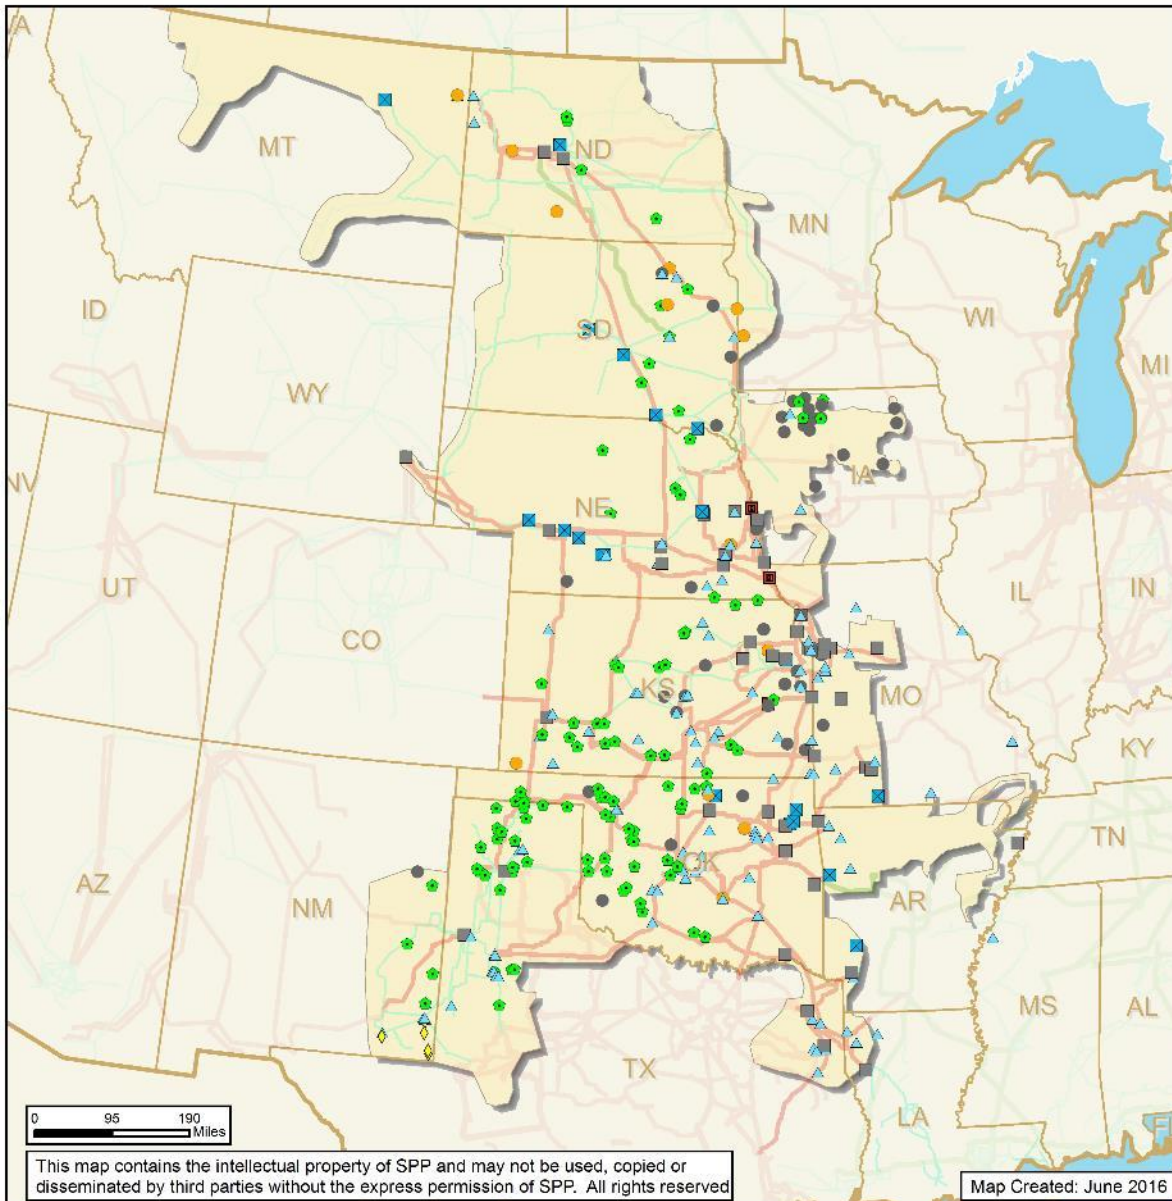 VA
MT
ND
MN
ID
SD
WI
WY
MI
NV
NE
IA
UT
CO
IL
IN
KS
MO
KY
AZ
NM
OK
TN
AR
MS
AL
TX
LA
F
0 95 190
Miles
This map contains the intellectual property of SPP and may not be used, copied or
disseminated by third parties without the express permission of SPP. All rights reserved
Map Created: June 2016